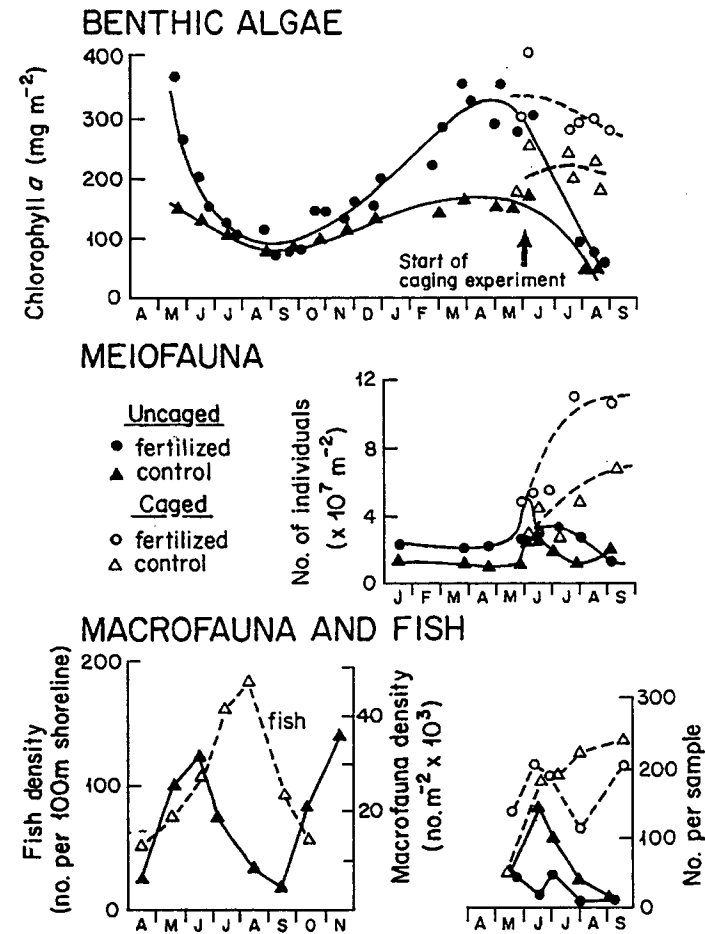 BENTHIC ALGAE
Chlorophyll a (mg m⁻²)
400
300
200
100
0
Start of
caging experiment
A M J J A S O N D J F M A M J J A S
MEIOFAUNA
Uncaged
● fertilized
▲ control
Caged
○ fertilized
△ control
No. of individuals
(x 10⁷ m⁻²)
12
8
4
0
J F M A M J J A S
MACROFAUNA AND FISH
Fish density
(no. per 100m shoreline)
200
100
0
fish
A M J J A S O N
40
20
Macrofauna density
(no. m⁻² x 10³)
A M J J A S
300
200
100
0
No. per sample